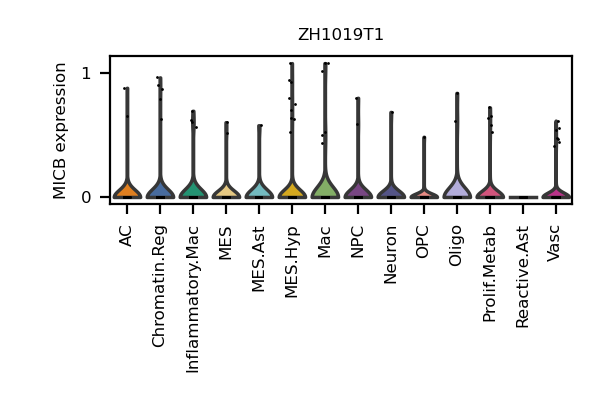 ZH1019T1
MICB expression
1
0
AC
Chromatin.Reg
Inflammatory.Mac
MES
MES.Ast
MES.Hyp
Mac
NPC
Neuron
OPC
Oligo
Prolif.Metab
Reactive.Ast
Vasc